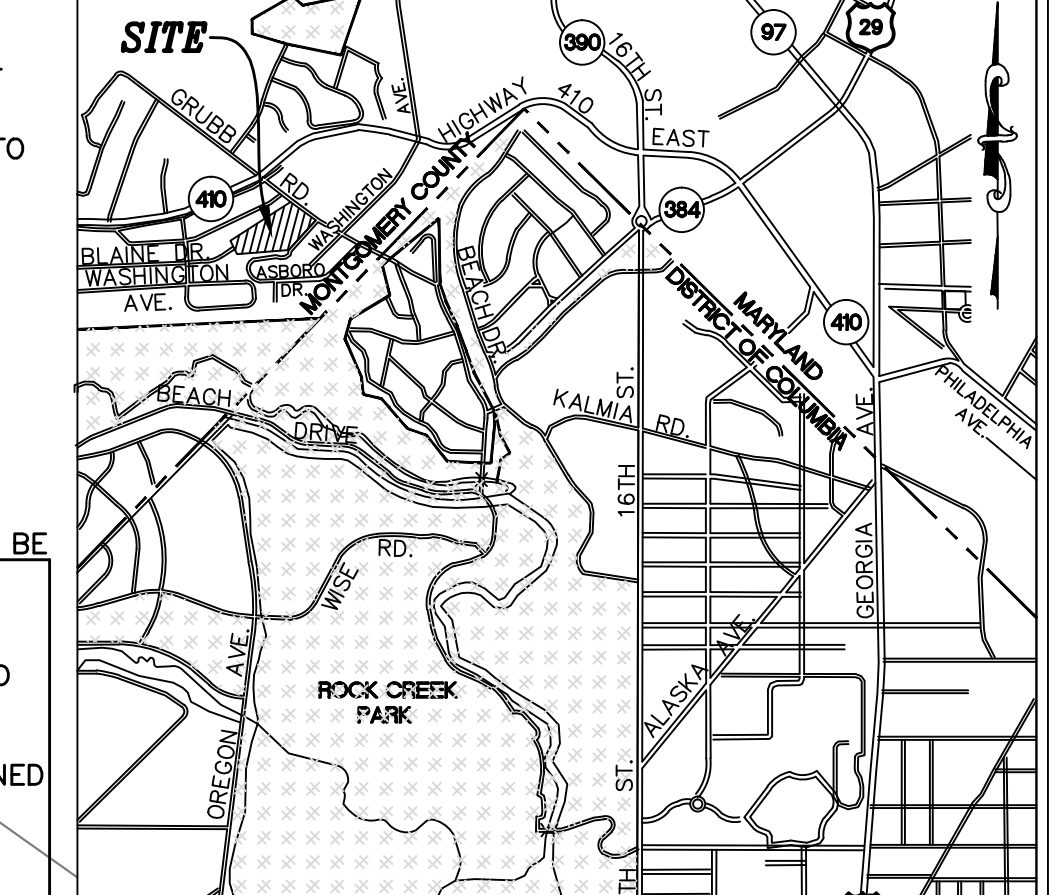 SITE
TO
BE
O
NED
GRUBB
RD.
410
AVE.
HIGHWAY
410
390
16TH
ST.
97
29
EAST
384
410
WASHINGTON
MONTGOMERY COUNTY
BLAINE DR.
WASHINGTON
AVE.
ASBORO
DR.
BEACH DR.
MARYLAND
DISTRICT OF COLUMBIA
BEACH
DRIVE
KALMIA
RD.
ST.
16TH
AVE.
GEORGIA
PHILADELPHIA
AVE.
RD.
WISE
AVE.
OREGON
ROCK CREEK
PARK
ALASKA
AVE.
ST.
TH